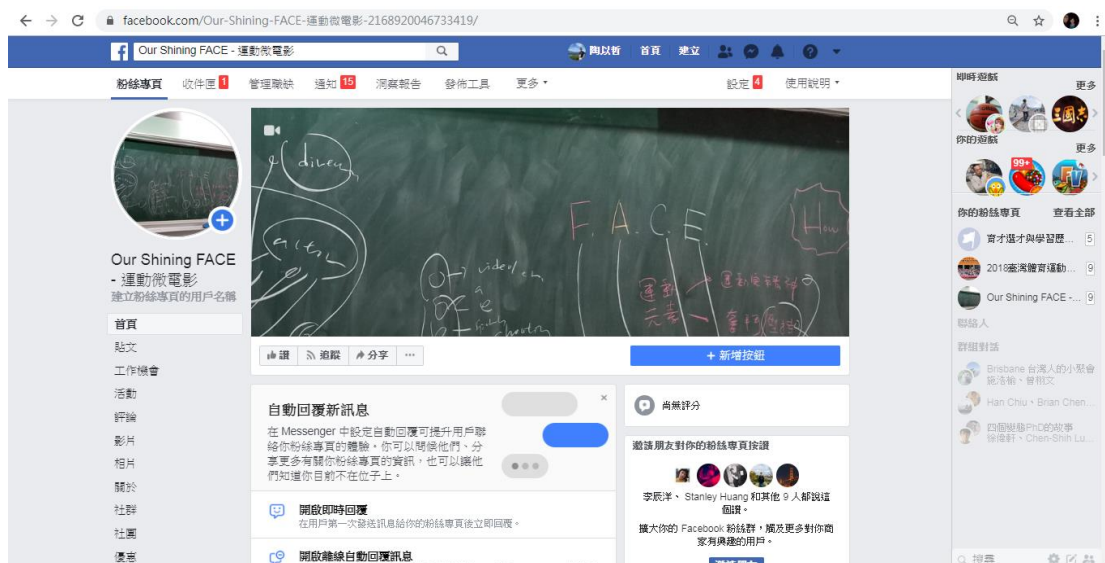 facebook.com/Our-Shining-FACE-運動微電影-2168920046733419/
Our Shining FACE - 運動微電影
陶以哲 首頁 建立
粉絲專頁 收件匣 1 管理職缺 通知 15 洞察報告 發佈工具 更多
設定 4 使用說明
diven
F.A.C.E.
How
運動
元素
Our Shining FACE
- 運動微電影
建立粉絲專頁的用戶名稱
首頁
貼文
工作機會
活動
評論
影片
相片
關於
社群
社團
優惠
讚 追蹤 分享 ...
+ 新增按鈕
自動回覆新訊息
在 Messenger 中設定自動回覆可提升用戶聯
絡你粉絲專頁的體驗。你可以問候他們、分
享更多有關你粉絲專頁的資訊,也可以讓他
們知道你目前不在位子上。
開啟即時回覆
在用戶第一次發送訊息給你的粉絲專頁後立即回覆。
開啟離線自動回覆訊息
尚無評分
邀請朋友對你的粉絲專頁按讚
李辰洋、 Stanley Huang 和其他 9 人都說這
個讚。
擴大你的 Facebook 粉絲群,觸及更多對你商
家有興趣的用戶。
即時遊戲
更多
三國志
你的遊戲
更多
99+
你的粉絲專頁 查看全部
育才選才與學習歷... 5
2018臺灣體育運動... 9
Our Shining FACE -... 9
聯絡人
群組對話
Brisbane 台灣人的小聚會
Han Chiu、Brian Chen...
四個變態PhD的故事
徐偉軒、Chen-Shih Lu...
搜尋